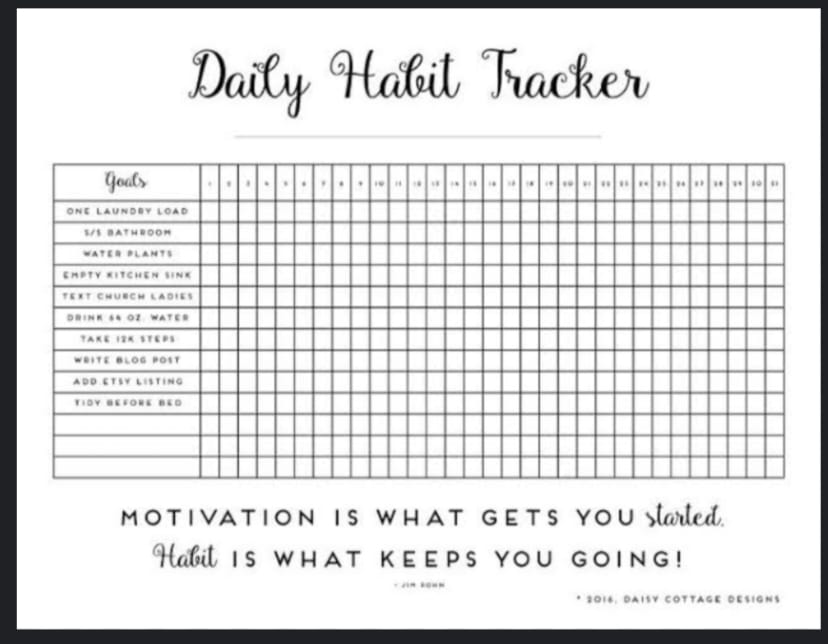 Daily Habit Tracker
Goals 1 2 3 4 5 6 7 8 9 10 11 12 13 14 15 16 17 18 19 20 21 22 23 24 25 26 27 28 29 30 31
ONE LAUNDRY LOAD
S/S BATHROOM
WATER PLANTS
EMPTY KITCHEN SINK
TEXT CHURCH LADIES
DRINK 64 OZ. WATER
TAKE 12K STEPS
WRITE BLOG POST
ADD ETSY LISTING
TIDY BEFORE BED
MOTIVATION IS WHAT GETS YOU started.
Habit IS WHAT KEEPS YOU GOING!
- JIM ROHN
* 2016, DAISY COTTAGE DESIGNS